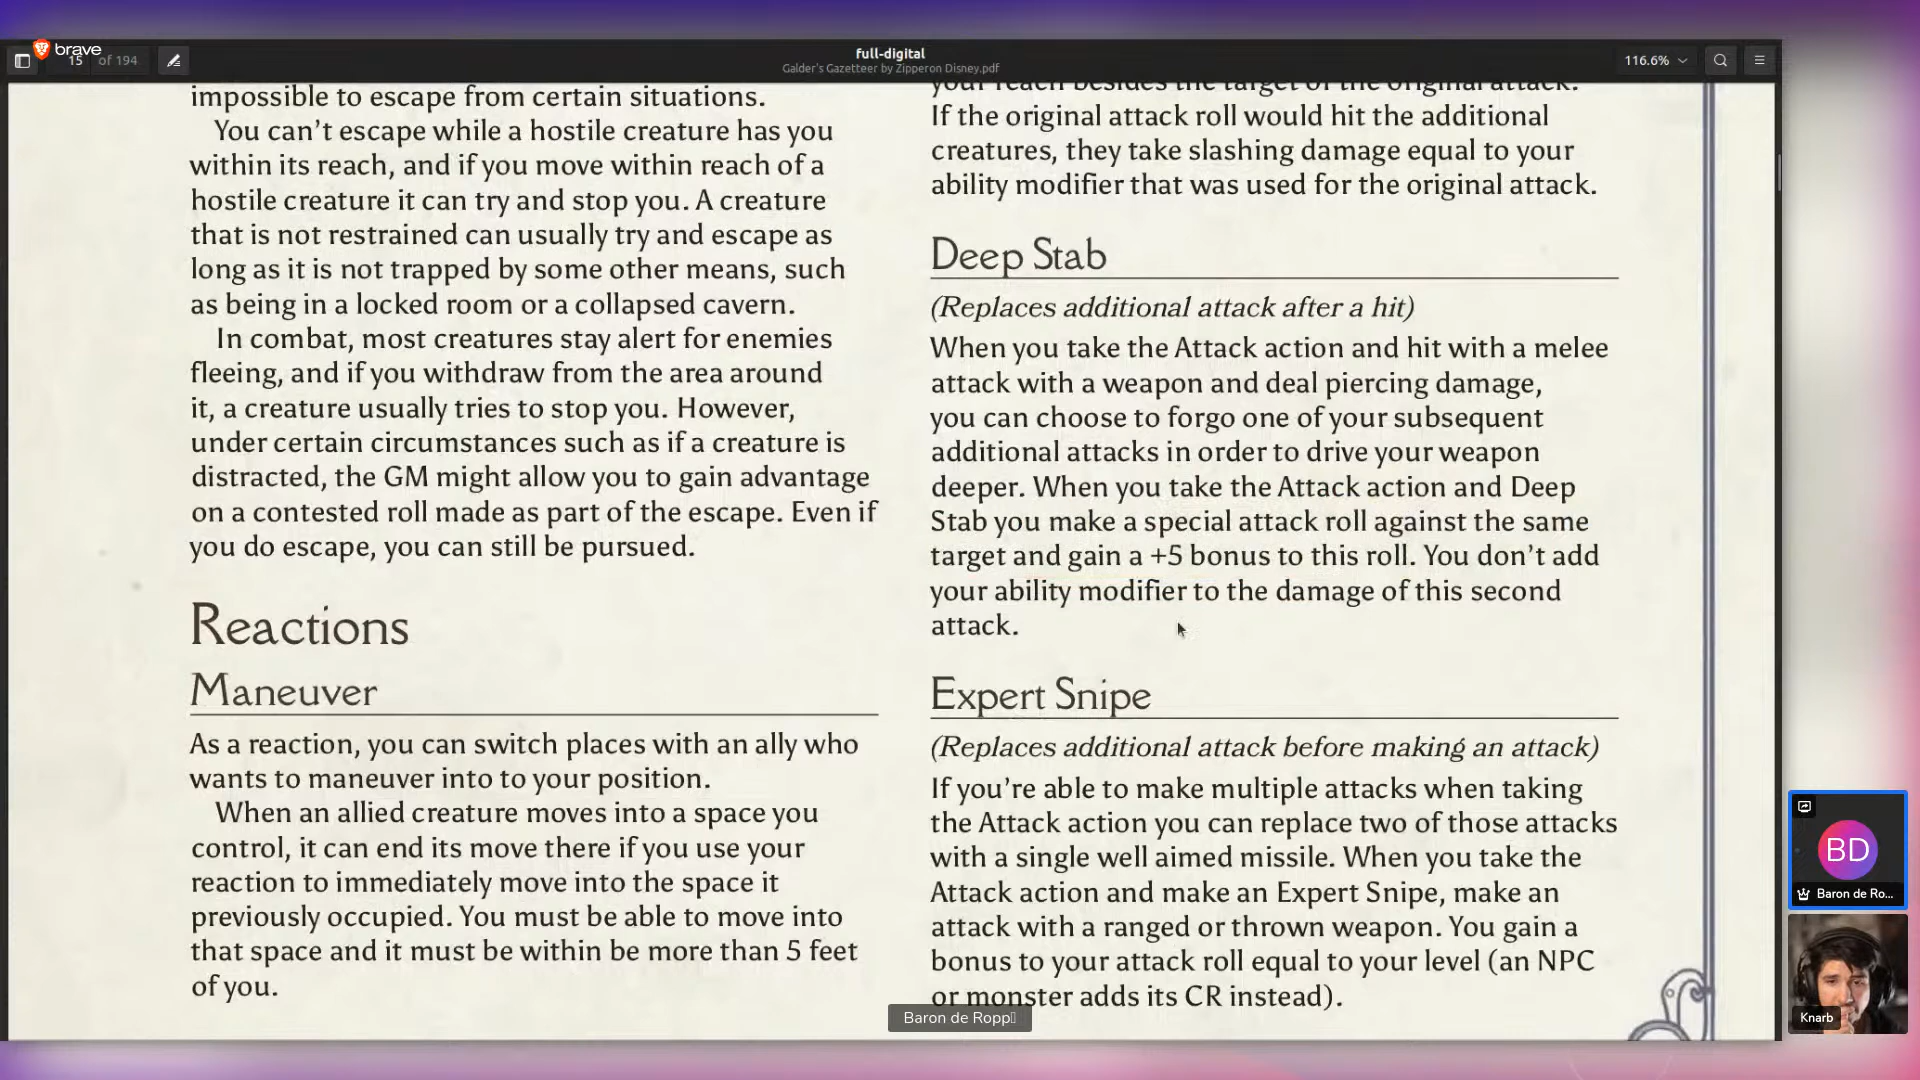 brave
15 of 194
full-digital
Galder's Gazetteer by Zipperon Disney.pdf
116.6%
impossible to escape from certain situations.
You can't escape while a hostile creature has you
within its reach, and if you move within reach of a
hostile creature it can try and stop you. A creature
that is not restrained can usually try and escape as
long as it is not trapped by some other means, such
as being in a locked room or a collapsed cavern.
In combat, most creatures stay alert for enemies
fleeing, and if you withdraw from the area around
it, a creature usually tries to stop you. However,
under certain circumstances such as if a creature is
distracted, the GM might allow you to gain advantage
on a contested roll made as part of the escape. Even if
you do escape, you can still be pursued.
Reactions
Maneuver
As a reaction, you can switch places with an ally who
wants to maneuver into to your position.
When an allied creature moves into a space you
control, it can end its move there if you use your
reaction to immediately move into the space it
previously occupied. You must be able to move into
that space and it must be within be more than 5 feet
of you.
your reach besides the target of the original attack.
If the original attack roll would hit the additional
creatures, they take slashing damage equal to your
ability modifier that was used for the original attack.
Deep Stab
(Replaces additional attack after a hit)
When you take the Attack action and hit with a melee
attack with a weapon and deal piercing damage,
you can choose to forgo one of your subsequent
additional attacks in order to drive your weapon
deeper. When you take the Attack action and Deep
Stab you make a special attack roll against the same
target and gain a +5 bonus to this roll. You don't add
your ability modifier to the damage of this second
attack.
Expert Snipe
(Replaces additional attack before making an attack)
If you're able to make multiple attacks when taking
the Attack action you can replace two of those attacks
with a single well aimed missile. When you take the
Attack action and make an Expert Snipe, make an
attack with a ranged or thrown weapon. You gain a
bonus to your attack roll equal to your level (an NPC
or monster adds its CR instead).
Baron de Ropp
BD
Baron de Ro...
Knarb